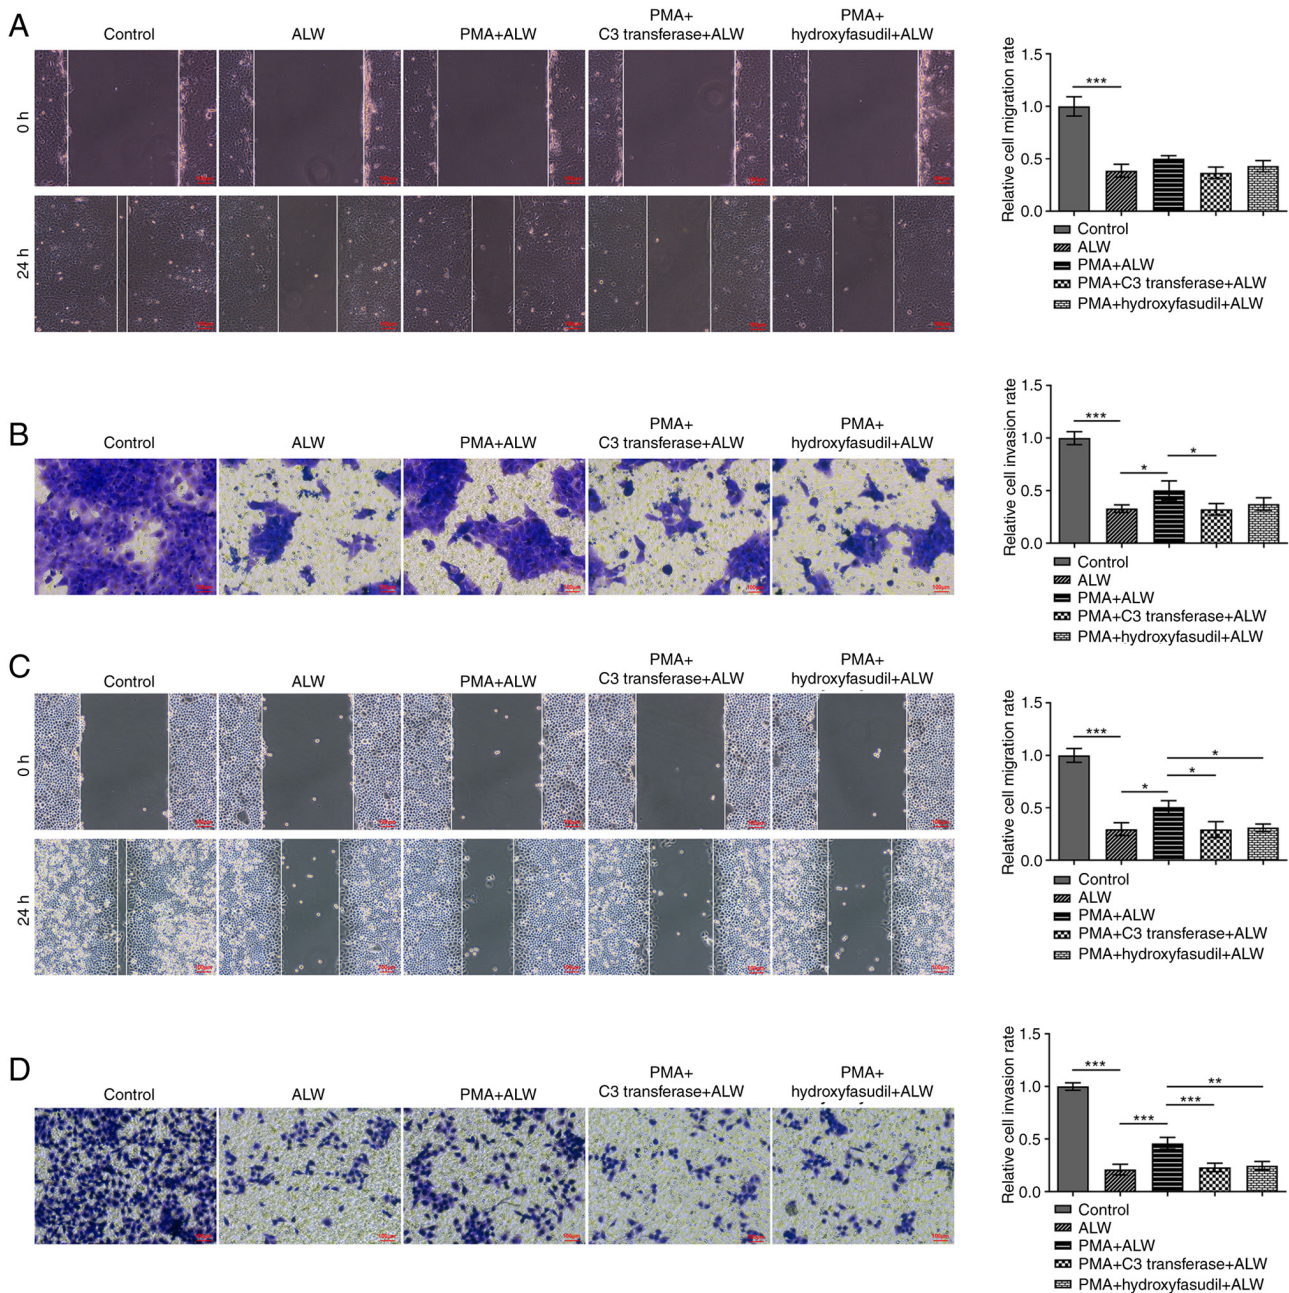 A
Control
ALW
PMA+ALW
PMA+
C3 transferase+ALW
PMA+
hydroxyfasudil+ALW
0 h
24 h
Relative cell migration rate
1.5
1.0
0.5
0.0
***
Control
ALW
PMA+ALW
PMA+C3 transferase+ALW
PMA+hydroxyfasudil+ALW
B
Control
ALW
PMA+ALW
PMA+
C3 transferase+ALW
PMA+
hydroxyfasudil+ALW
100μm
100μm
100μm
Relative cell invasion rate
1.5
1.0
0.5
0.0
***
*
*
Control
ALW
PMA+ALW
PMA+C3 transferase+ALW
PMA+hydroxyfasudil+ALW
C
Control
ALW
PMA+ALW
PMA+
C3 transferase+ALW
PMA+
hydroxyfasudil+ALW
0 h
24 h
Relative cell migration rate
1.5
1.0
0.5
0.0
***
*
*
*
Control
ALW
PMA+ALW
PMA+C3 transferase+ALW
PMA+hydroxyfasudil+ALW
D
Control
ALW
PMA+ALW
PMA+
C3 transferase+ALW
PMA+
hydroxyfasudil+ALW
100μm
100μm
100μm
Relative cell invasion rate
1.5
1.0
0.5
0.0
***
***
***
**
Control
ALW
PMA+ALW
PMA+C3 transferase+ALW
PMA+hydroxyfasudil+ALW